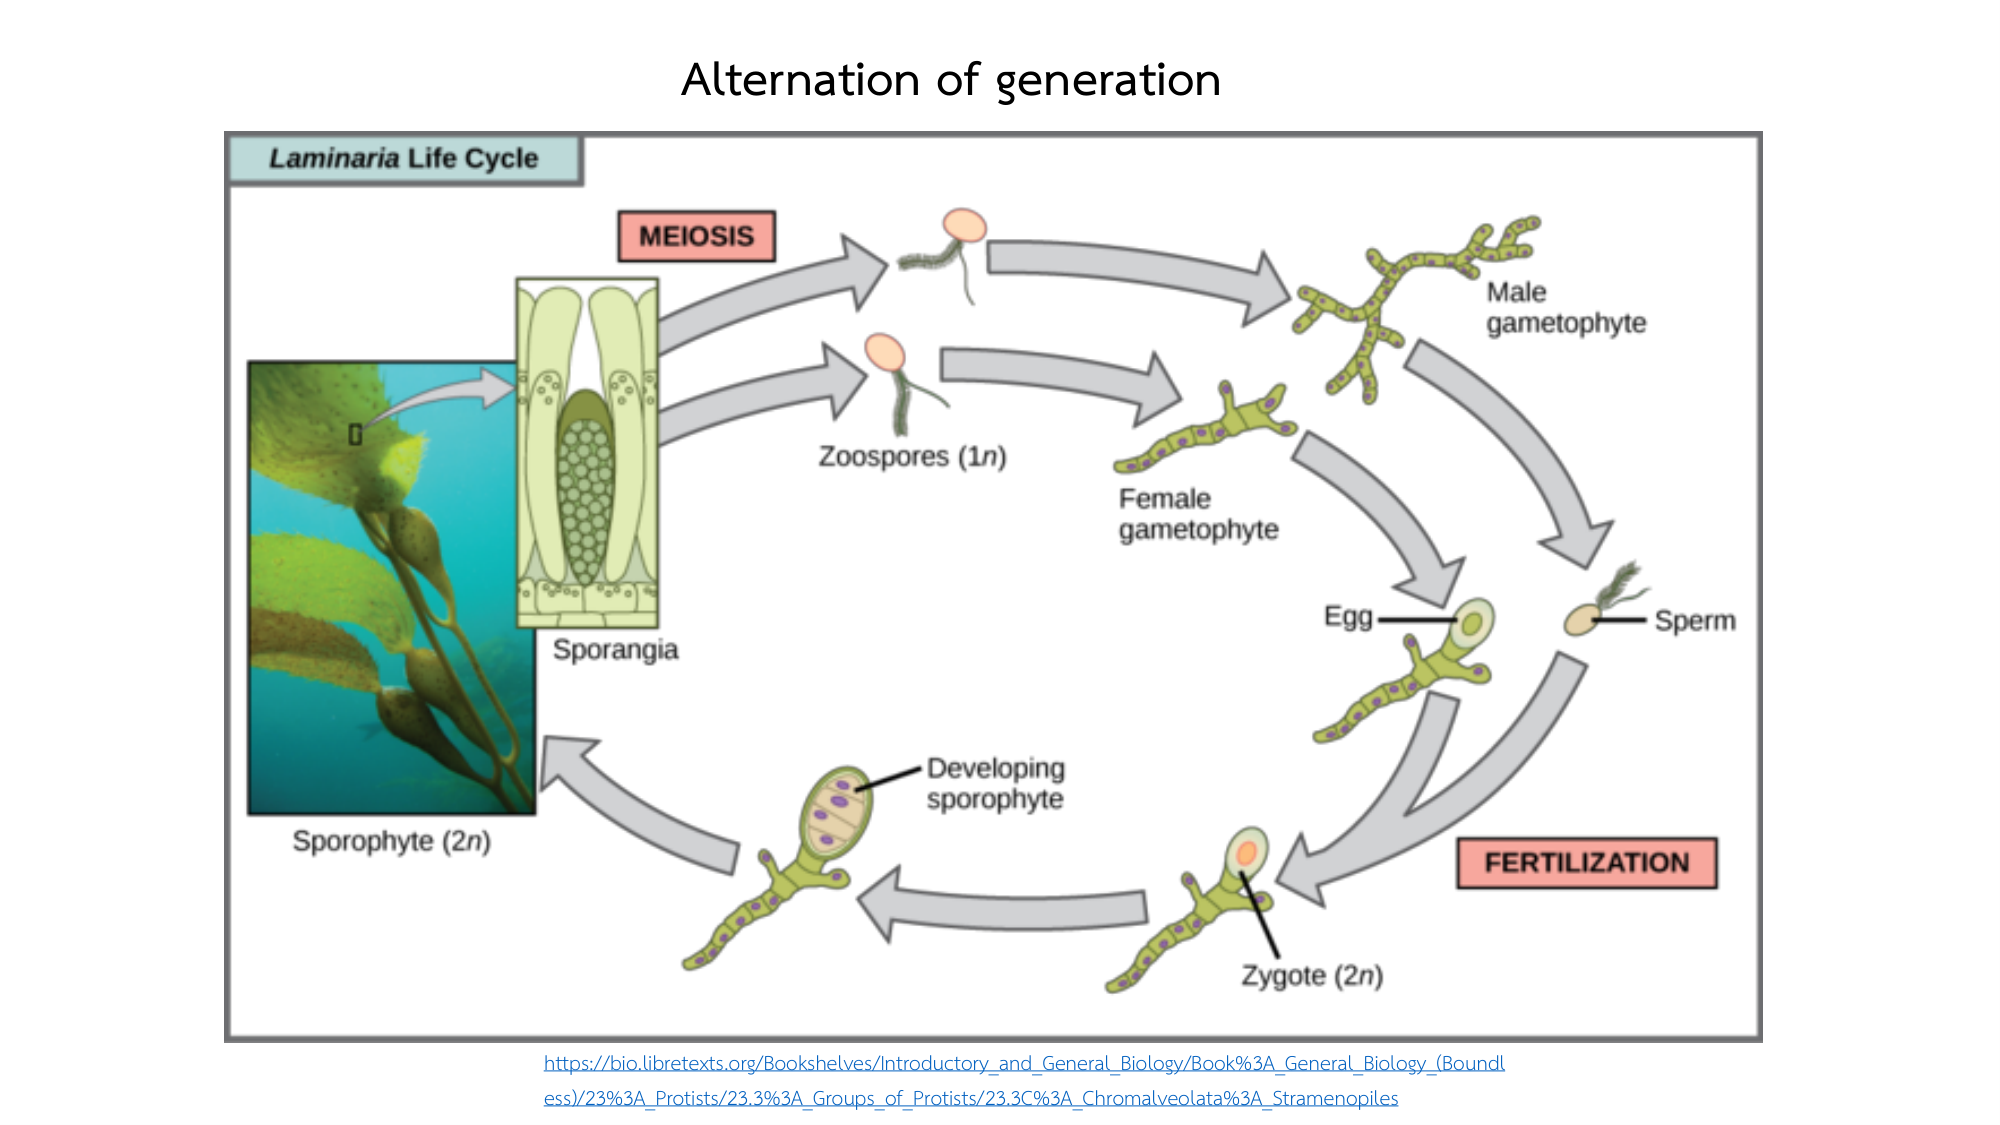 Alternation of generation
Laminaria Life Cycle
MEIOSIS
Male
gametophyte
Zoospores (1n)
Female
gametophyte
Egg
Sperm
Sporangia
Developing
sporophyte
Sporophyte (2n)
FERTILIZATION
Zygote (2n)
https://bio.libretexts.org/Bookshelves/Introductory_and_General_Biology/Book%3A_General_Biology_(Boundl
ess)/23%3A_Protists/23.3%3A_Groups_of_Protists/23.3C%3A_Chromalveolata%3A_Stramenopiles